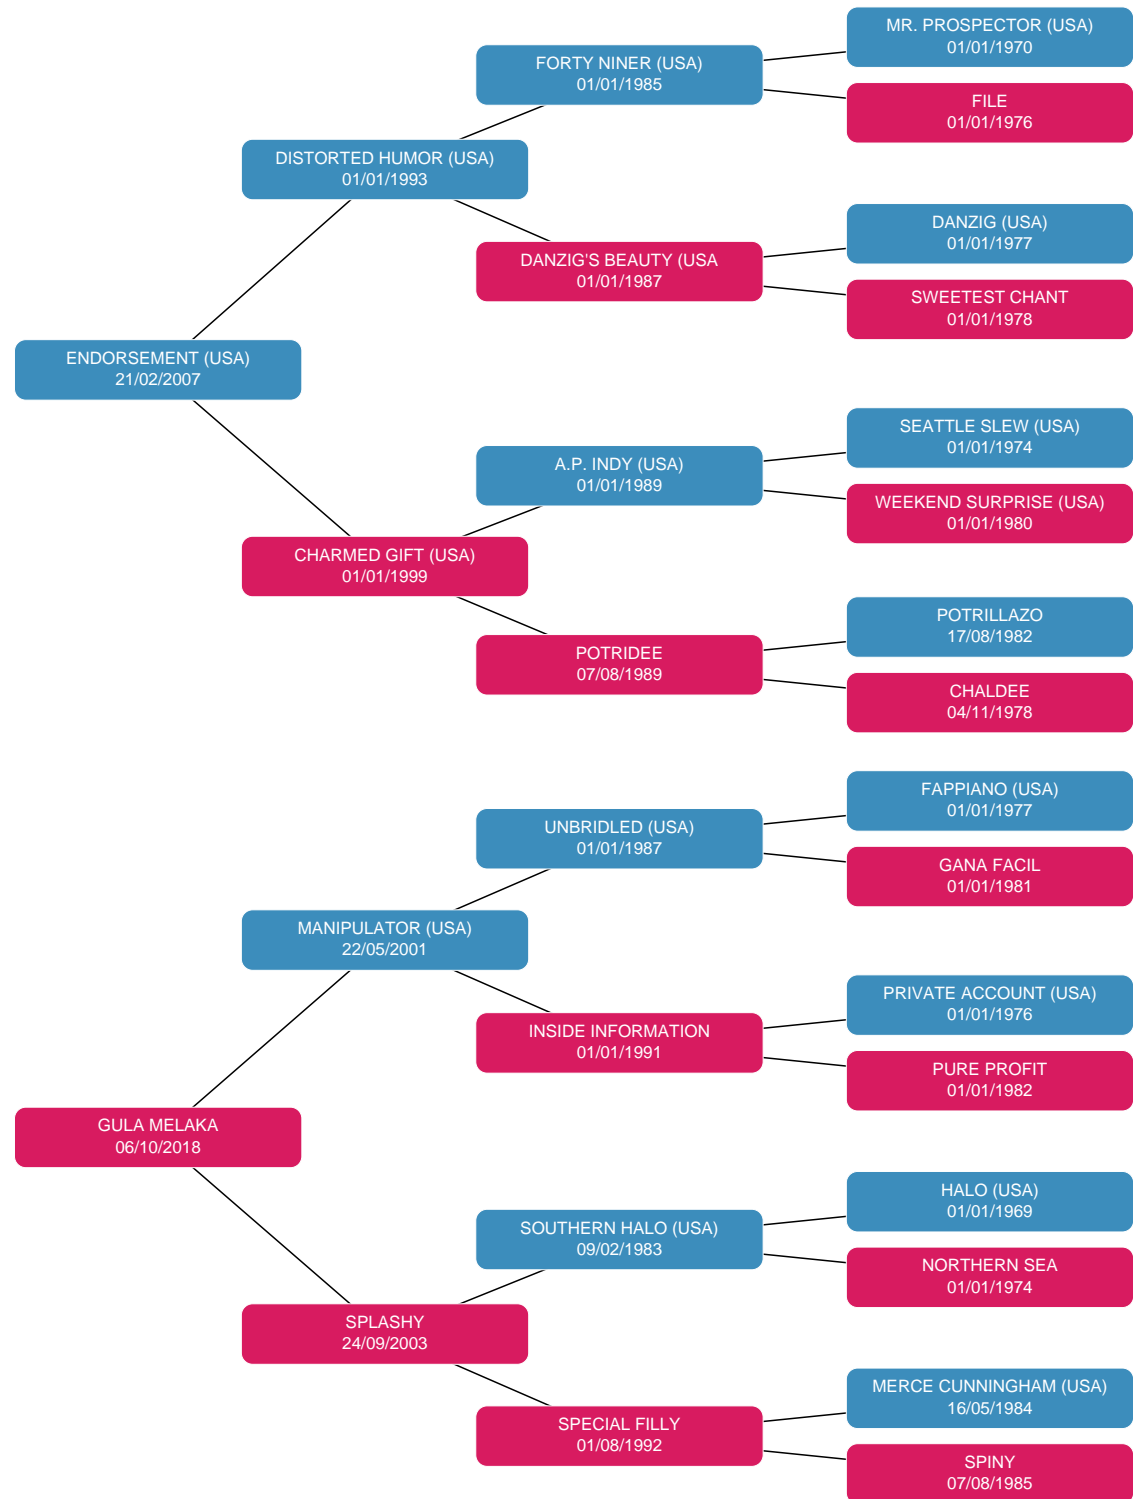 MR. PROSPECTOR (USA)
01/01/1970
FORTY NINER (USA)
01/01/1985
FILE
01/01/1976
DISTORTED HUMOR (USA)
01/01/1993
DANZIG (USA)
01/01/1977
DANZIG'S BEAUTY (USA
01/01/1987
SWEETEST CHANT
01/01/1978
ENDORSEMENT (USA)
21/02/2007
SEATTLE SLEW (USA)
01/01/1974
A.P. INDY (USA)
01/01/1989
WEEKEND SURPRISE (USA)
01/01/1980
CHARMED GIFT (USA)
01/01/1999
POTRILLAZO
17/08/1982
POTRIDEE
07/08/1989
CHALDEE
04/11/1978
FAPPIANO (USA)
01/01/1977
UNBRIDLED (USA)
01/01/1987
GANA FACIL
01/01/1981
MANIPULATOR (USA)
22/05/2001
PRIVATE ACCOUNT (USA)
01/01/1976
INSIDE INFORMATION
01/01/1991
PURE PROFIT
01/01/1982
GULA MELAKA
06/10/2018
HALO (USA)
01/01/1969
SOUTHERN HALO (USA)
09/02/1983
NORTHERN SEA
01/01/1974
SPLASHY
24/09/2003
MERCE CUNNINGHAM (USA)
16/05/1984
SPECIAL FILLY
01/08/1992
SPINY
07/08/1985